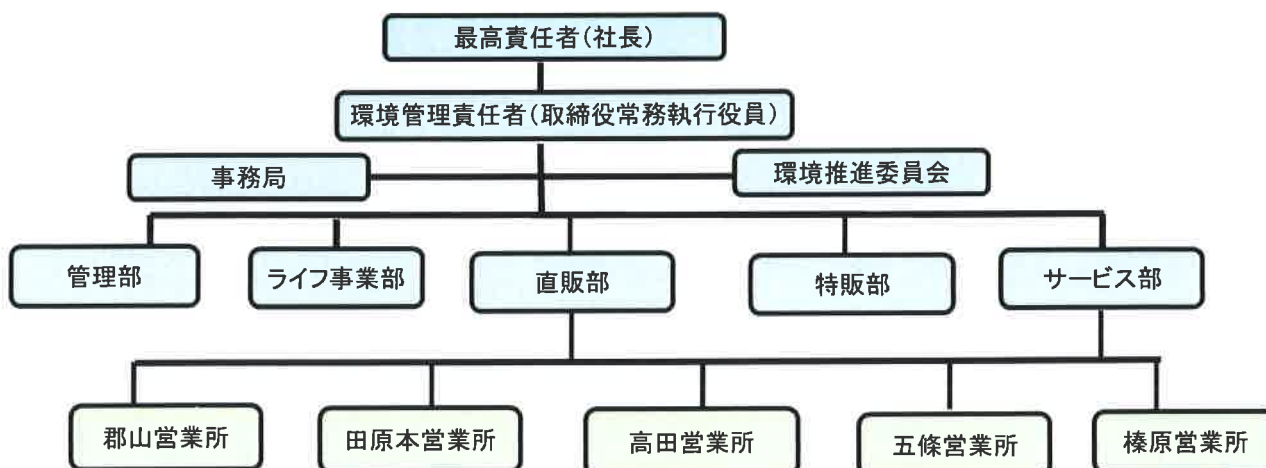 最高責任者(社長)
環境管理責任者(取締役常務執行役員)
事務局
環境推進委員会
管理部
ライフ事業部
直販部
特販部
サービス部
郡山営業所
田原本営業所
高田営業所
五條営業所
榛原営業所